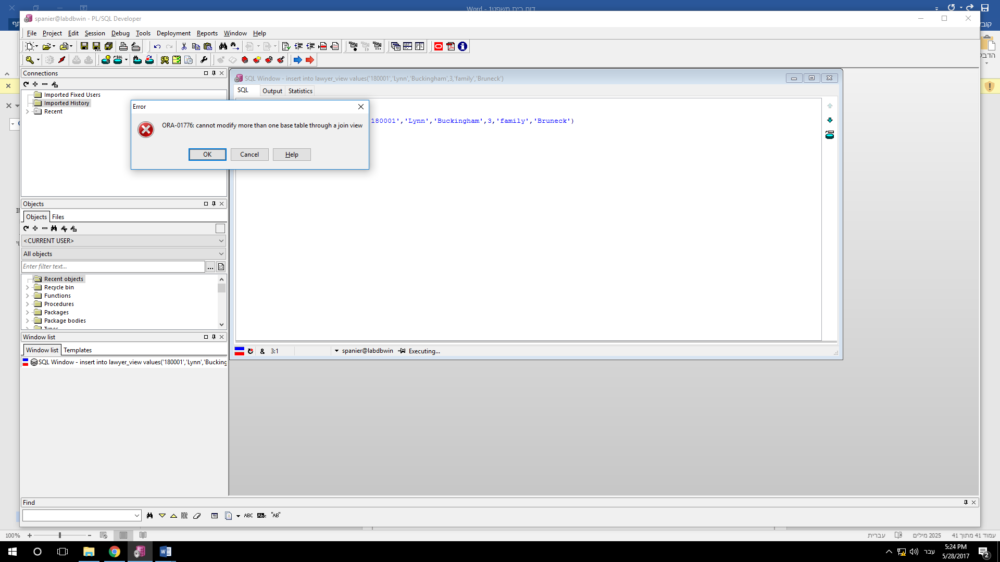 דוח בית משפט1 - Word
spanier@labdbwin - PL/SQL Developer
File Project Edit Session Debug Tools Deployment Reports Window Help
הדבק
Connections
Imported Fixed Users
Imported History
Recent
SQL Window - insert into lawyer_view values('180001','Lynn','Buckingham',3,'family','Bruneck')
SQL Output Statistics
180001','Lynn','Buckingham',3,'family','Bruneck')
Error
ORA-01776: cannot modify more than one base table through a join view
OK Cancel Help
Objects
Objects Files
<CURRENT USER>
All objects
Enter filter text...
Recent objects
Recycle bin
Functions
Procedures
Packages
Package bodies
Types
Window list
Window list Templates
SQL Window - insert into lawyer_view values('180001','Lynn','Bucking
& 3:1 spanier@labdbwin Executing...
Find
ABC "AB"
100%
עמוד 41 מתוך 41 2025 מילים עברית
עבר
5:24 PM
5/28/2017
2